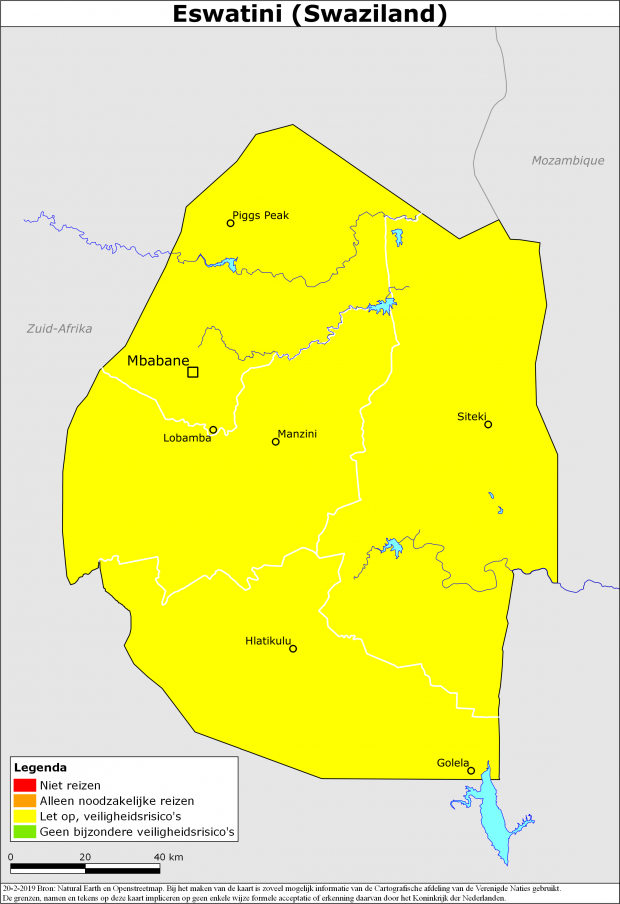 Eswatini (Swaziland)
Mozambique
Piggs Peak
Zuid-Afrika
Mbabane
Siteki
Manzini
Lobamba
Hlatikulu
Golela
Legenda
Niet reizen
Alleen noodzakelijke reizen
Let op, veiligheidsrisico's
Geen bijzondere veiligheidsrisico's
0 20 40 km
20-2-2019 Bron: Natural Earth en Openstreetmap. Bij het maken van de kaart is zoveel mogelijk informatie van de Cartografische afdeling van de Verenigde Naties gebruikt.
De grenzen, namen en tekens op deze kaart impliceren op geen enkele wijze formele acceptatie of erkenning daarvan door het Koninkrijk der Nederlanden.